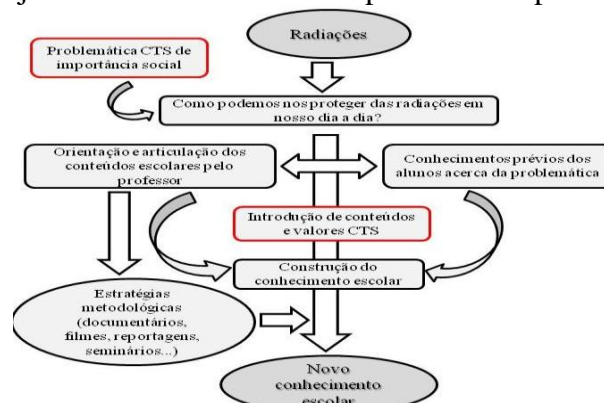 Radiações
Problemática CTS de
importância social
Como podemos nos proteger das radiações em
nosso dia a dia?
Orientação e articulação dos
conteúdos escolares pelo
professor
Conhecimentos prévios dos
alunos acerca da problemática
Introdução de conteúdos
e valores CTS
Construção do
conhecimento escolar
Estratégias
metodológicas
(documentários,
filmes, reportagens,
seminários...)
Novo
conhecimento
escolar